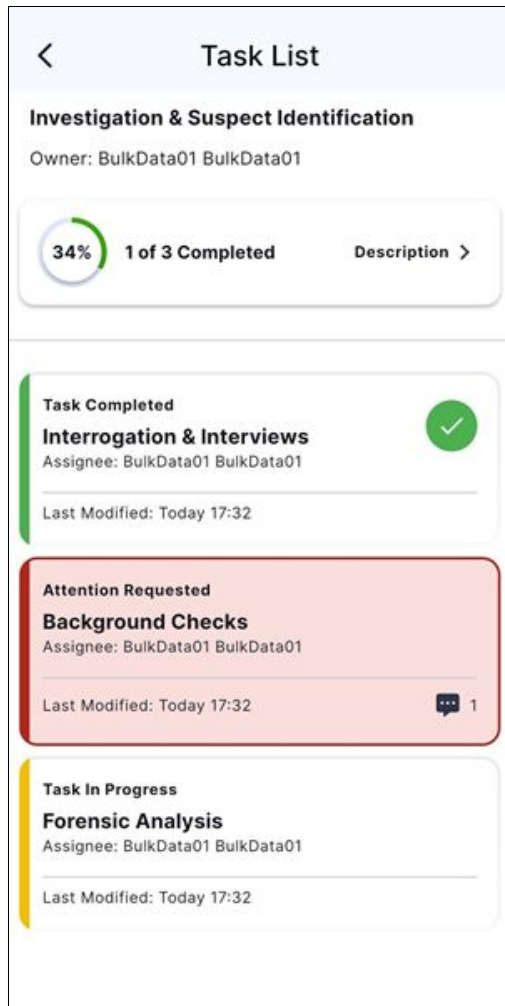 Task List
Investigation & Suspect Identification
Owner: BulkData01 BulkData01
34% 1 of 3 Completed Description
Task Completed
Interrogation & Interviews
Assignee: BulkData01 BulkData01
Last Modified: Today 17:32
Attention Requested
Background Checks
Assignee: BulkData01 BulkData01
Last Modified: Today 17:32 1
Task In Progress
Forensic Analysis
Assignee: BulkData01 BulkData01
Last Modified: Today 17:32